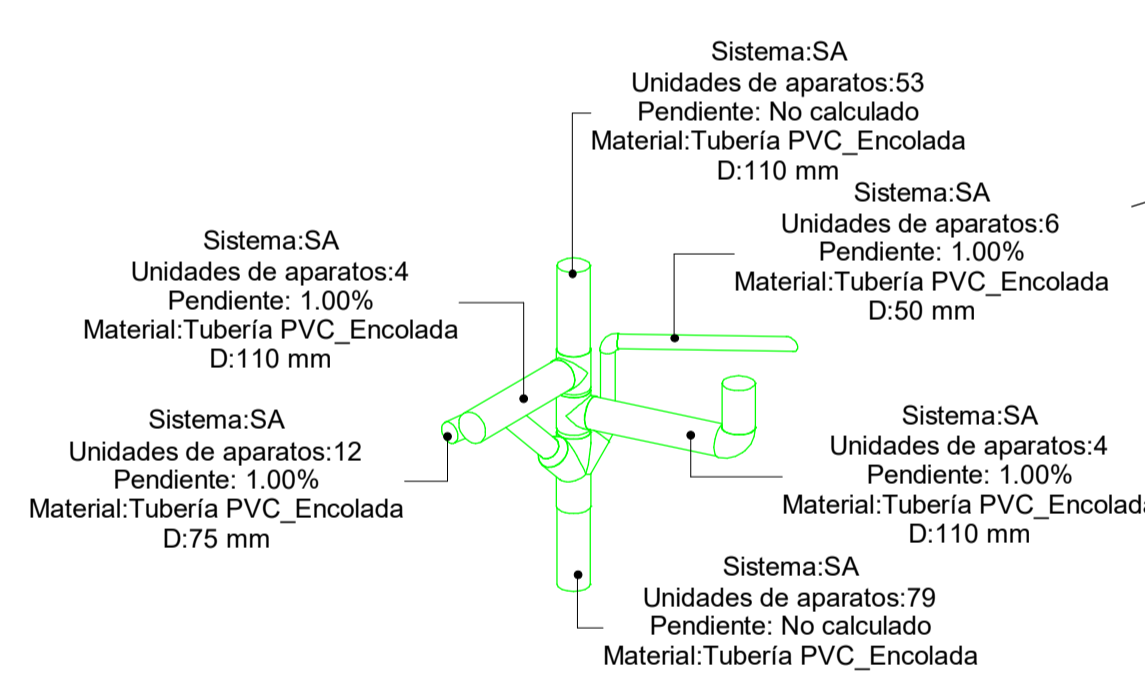 Sistema:SA
Unidades de aparatos:53
Pendiente: No calculado
Material:Tubería PVC_Encolada
D:110 mm
Sistema:SA
Unidades de aparatos:6
Pendiente: 1.00%
Material:Tubería PVC_Encolada
D:50 mm
Sistema:SA
Unidades de aparatos:4
Pendiente: 1.00%
Material:Tubería PVC_Encolada
D:110 mm
Sistema:SA
Unidades de aparatos:12
Pendiente: 1.00%
Material:Tubería PVC_Encolada
D:75 mm
Sistema:SA
Unidades de aparatos:4
Pendiente: 1.00%
Material:Tubería PVC_Encolad
D:110 mm
Sistema:SA
Unidades de aparatos:79
Pendiente: No calculado
Material:Tubería PVC_Encolada